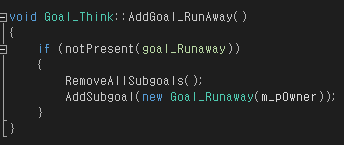 void Goal_Think::AddGoal_RunAway()
{
    if (notPresent(goal_Runaway))
    {
        RemoveAllSubgoals();
        AddSubgoal(new Goal_Runaway(m_pOwner));
    }
}